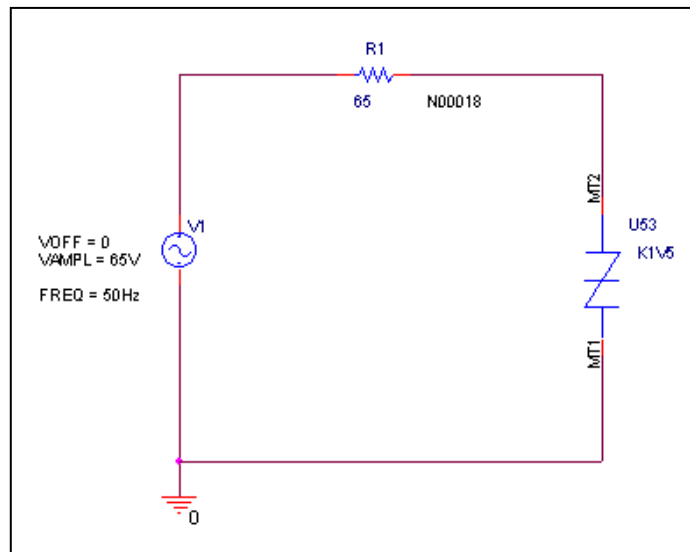 R1
65
N00018
MT2
U53
K1V5
V1
VOFF = 0
VAMPL = 65V
FREQ = 50Hz
MT1
0